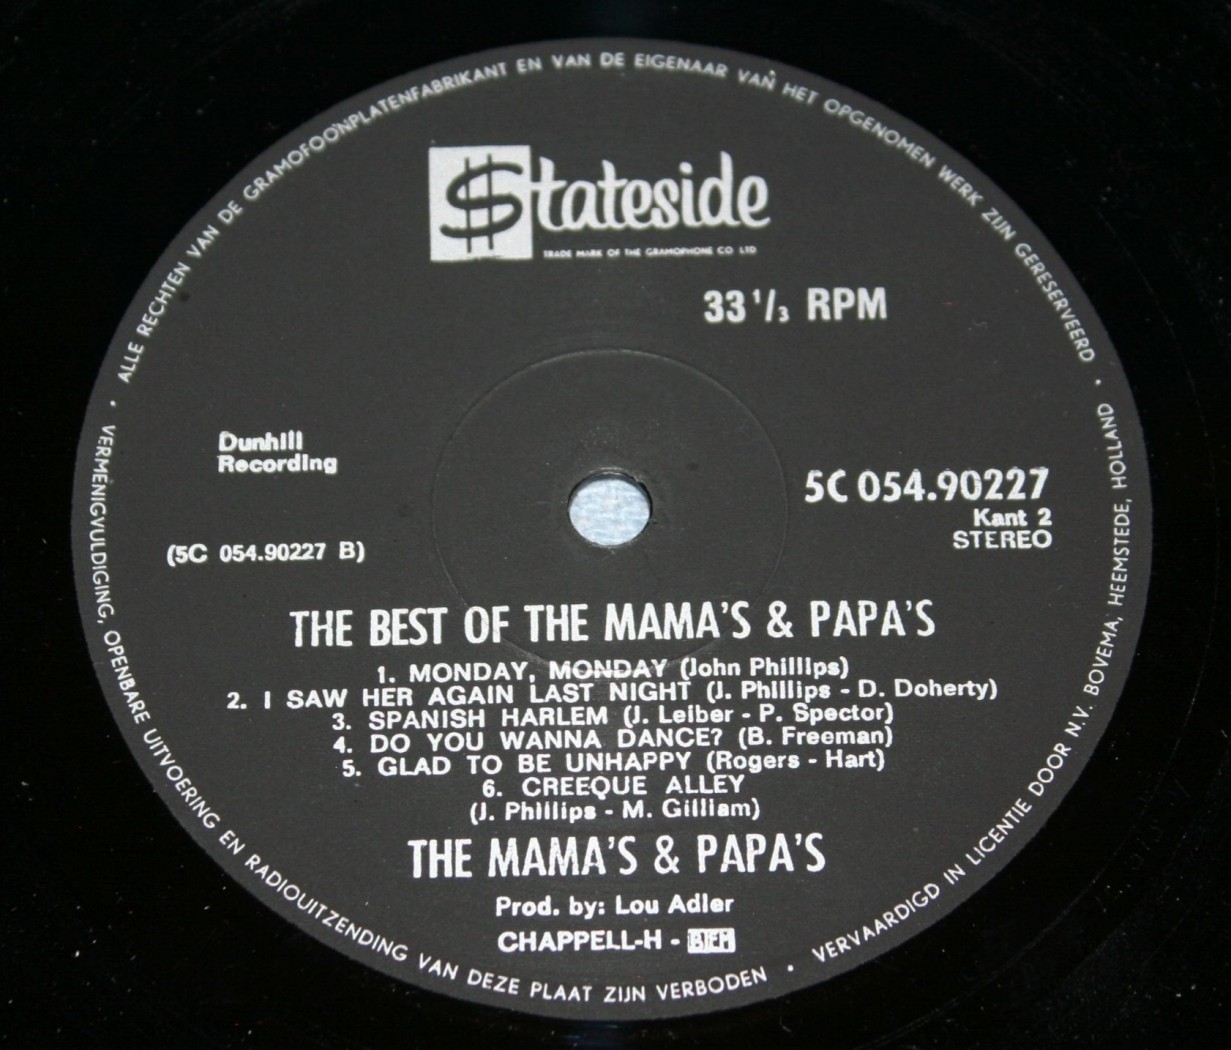 ALLE RECHTEN VAN DE GRAMOFOONPLATENFABRIKANT EN VAN DE EIGENAAR VAN HET OPGENOMEN WERK ZIJN GERESERVEERD •
$tateside
TRADE MARK OF THE GRAMOPHONE CO LTD
33 1/3 RPM
Dunhill
Recording
5C 054.90227
Kant 2
STEREO
(5C 054.90227 B)
THE BEST OF THE MAMA'S & PAPA'S
1. MONDAY, MONDAY (John Phillips)
2. I SAW HER AGAIN LAST NIGHT (J. Phillips - D. Doherty)
3. SPANISH HARLEM (J. Leiber - P. Spector)
4. DO YOU WANNA DANCE? (B. Freeman)
5. GLAD TO BE UNHAPPY (Rogers - Hart)
6. CREEQUE ALLEY
(J. Phillips - M. Gilliam)
THE MAMA'S & PAPA'S
Prod. by: Lou Adler
CHAPPELL-H - BIEM
VERMENIGVULDIGING, OPENBARE UITVOERING EN RADIOUITZENDING VAN DEZE PLAAT ZIJN VERBODEN •
VERVAARDIGD IN LICENTIE DOOR N.V. BOVEMA, HEEMSTEDE, HOLLAND •